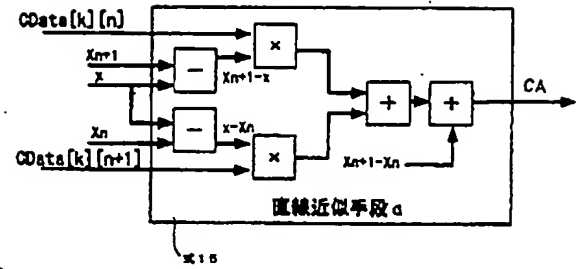 CData[k][n]
×
Xn+1
−
Xn+1-x
x
+
+
CA
−
x-Xn
Xn
×
Xn+1-Xn
CData[k][n+1]
直線近似手段d
式15